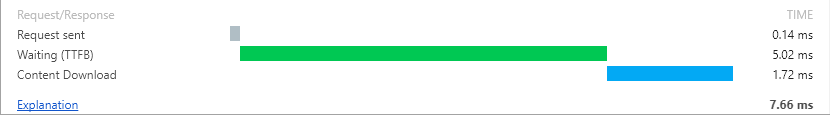 Request/Response TIME
Request sent 0.14 ms
Waiting (TTFB) 5.02 ms
Content Download 1.72 ms
Explanation 7.66 ms